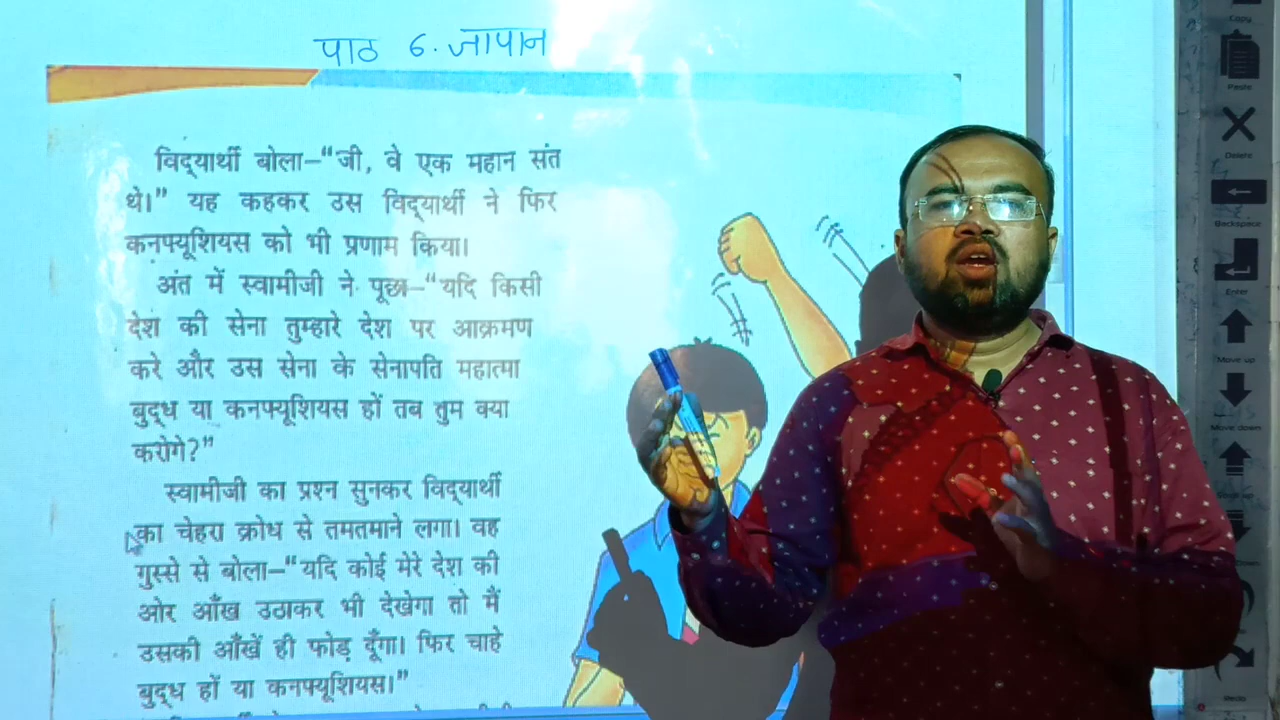 पाठ 6. जापान
विद्यार्थी बोला–“जी, वे एक महान संत
थे।” यह कहकर उस विद्यार्थी ने फिर
कनफ्यूशियस को भी प्रणाम किया।
अंत में स्वामीजी ने पूछा–“यदि किसी
देश की सेना तुम्हारे देश पर आक्रमण
करे और उस सेना के सेनापति महात्मा
बुद्ध या कनफ्यूशियस हों तब तुम क्या
करोगे?”
स्वामीजी का प्रश्न सुनकर विद्यार्थी
का चेहरा क्रोध से तमतमाने लगा। वह
गुस्से से बोला–“यदि कोई मेरे देश की
ओर आँख उठाकर भी देखेगा तो मैं
उसकी आँखें ही फोड़ दूँगा। फिर चाहे
बुद्ध हों या कनफ्यूशियस।”
Copy
Paste
Delete
Backspace
Enter
Move up
Move down
Redo